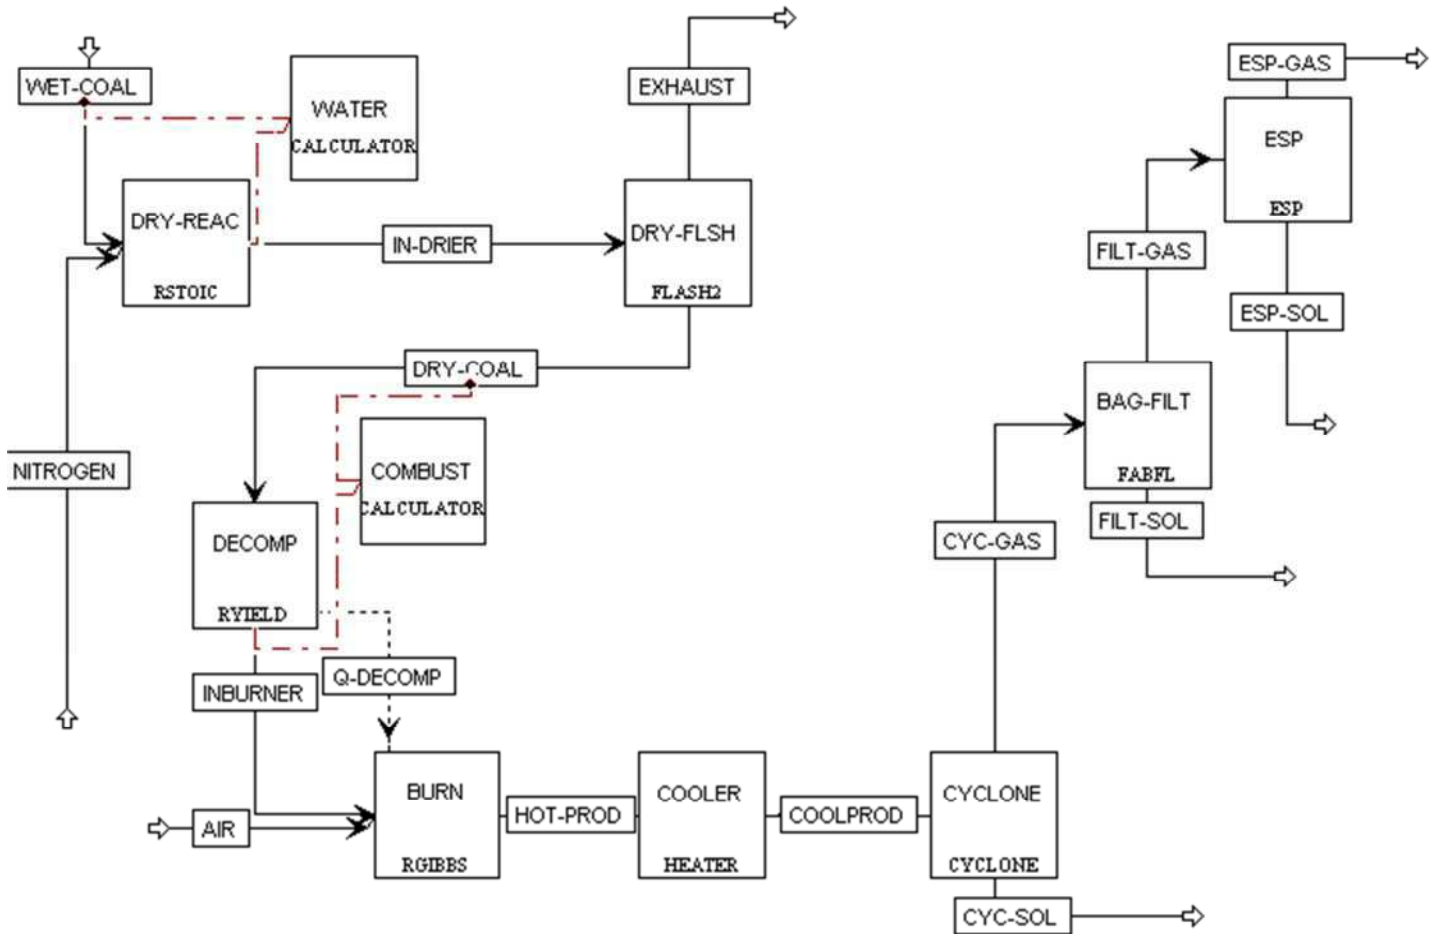 ESP-GAS
WET-COAL
EXHAUST
WATER
CALCULATOR
ESP
ESP
DRY-REAC
RSTOIC
IN-DRIER
DRY-FLSH
FLASH2
FILT-GAS
ESP-SOL
DRY-COAL
BAG-FILT
FABFL
NITROGEN
COMBUST
CALCULATOR
FILT-SOL
DECOMP
RYIELD
CYC-GAS
Q-DECOMP
INBURNER
BURN
RGIBBS
COOLER
HEATER
CYCLONE
CYCLONE
HOT-PROD
COOLPROD
AIR
CYC-SOL